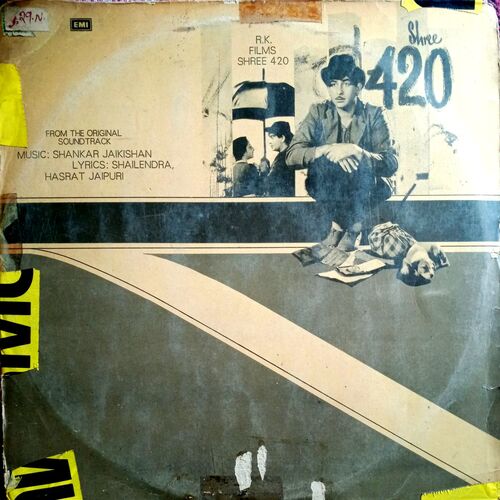 EMI
R.K.
FILMS
SHREE 420
Shree
420
FROM THE ORIGINAL
SOUNDTRACK
MUSIC: SHANKAR JAIKISHAN
LYRICS: SHAILENDRA,
HASRAT JAIPURI